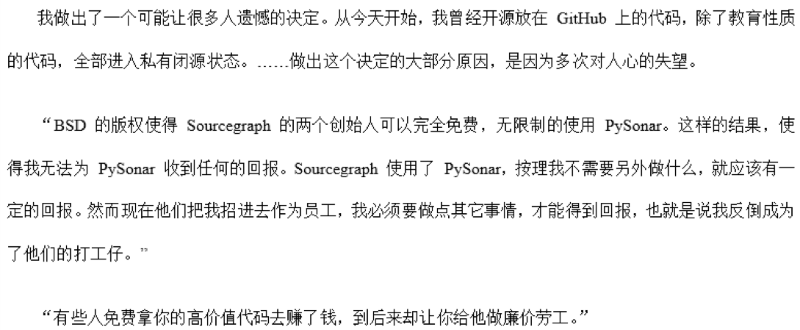 我做出了一个可能让很多人遗憾的决定。从今天开始，我曾经开源放在 GitHub 上的代码，除了教育性质
的代码，全部进入私有闭源状态。……做出这个决定的大部分原因，是因为多次对人心的失望。
“BSD 的版权使得 Sourcegraph 的两个创始人可以完全免费，无限制的使用 PySonar。这样的结果，使
得我无法为 PySonar 收到任何的回报。Sourcegraph 使用了 PySonar，按理我不需要另外做什么，就应该有一
定的回报。然而现在他们把我招进去作为员工，我必须要做点其它事情，才能得到回报，也就是说我反倒成为
了他们的打工仔。”
“有些人免费拿你的高价值代码去赚了钱，到后来却让你给他做廉价劳工。”